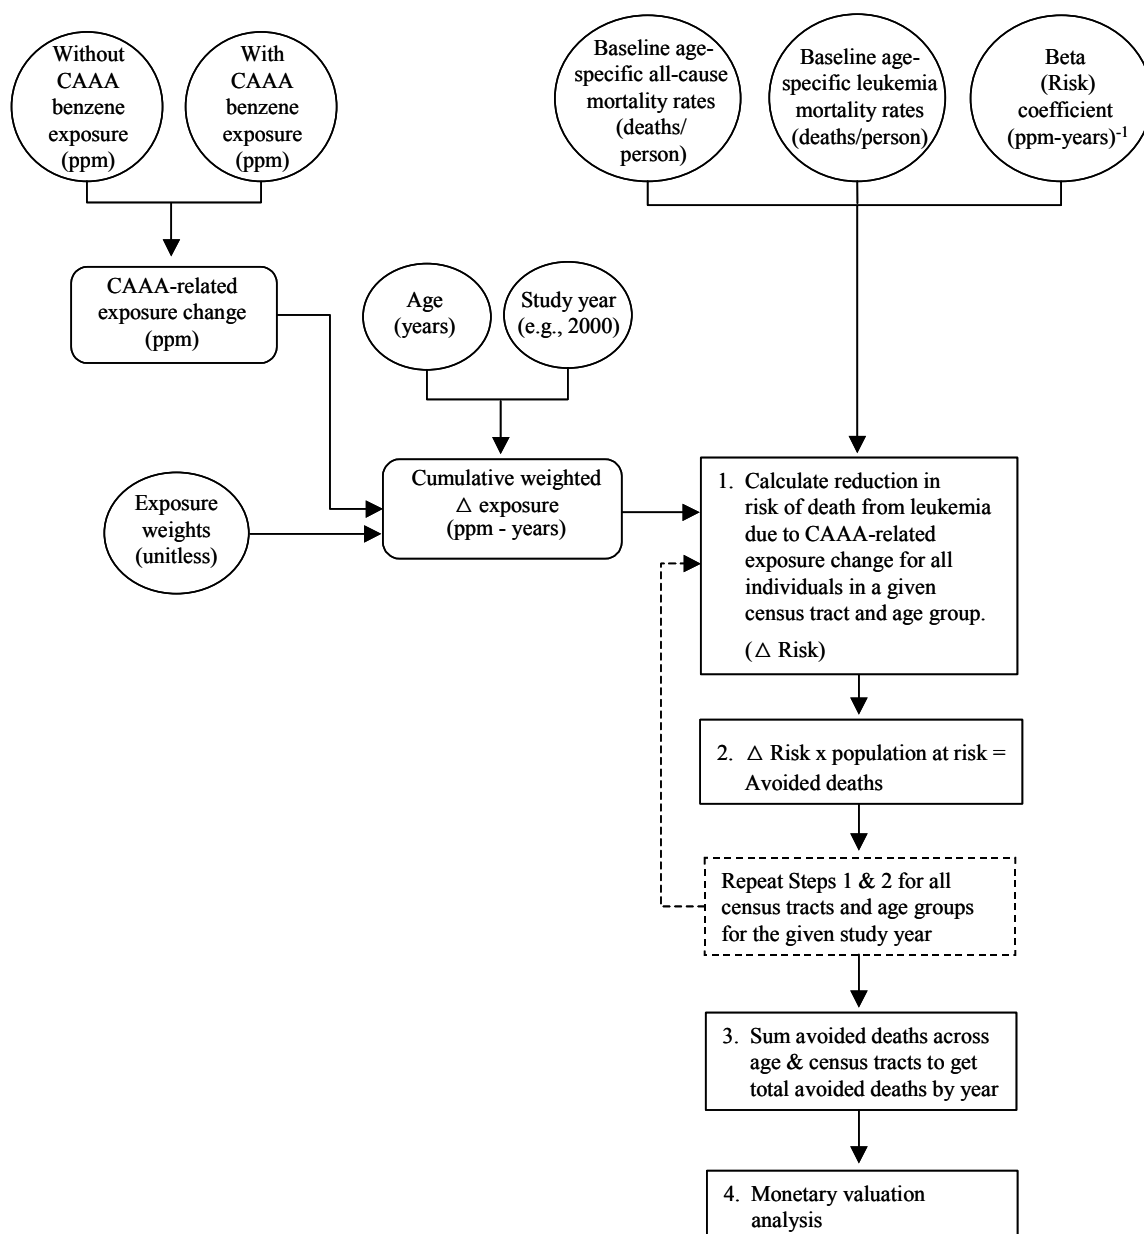 Without
CAAA
benzene
exposure
(ppm)
With
CAAA
benzene
exposure
(ppm)
Baseline age-
specific all-cause
mortality rates
(deaths/
person)
Baseline age-
specific leukemia
mortality rates
(deaths/person)
Beta
(Risk)
coefficient
(ppm-years)⁻¹
CAAA-related
exposure change
(ppm)
Age
(years)
Study year
(e.g., 2000)
Exposure
weights
(unitless)
Cumulative weighted
△ exposure
(ppm - years)
1. Calculate reduction in
risk of death from leukemia
due to CAAA-related
exposure change for all
individuals in a given
census tract and age group.
(△ Risk)
2. △ Risk x population at risk =
Avoided deaths
Repeat Steps 1 & 2 for all
census tracts and age groups
for the given study year
3. Sum avoided deaths across
age & census tracts to get
total avoided deaths by year
4. Monetary valuation
analysis